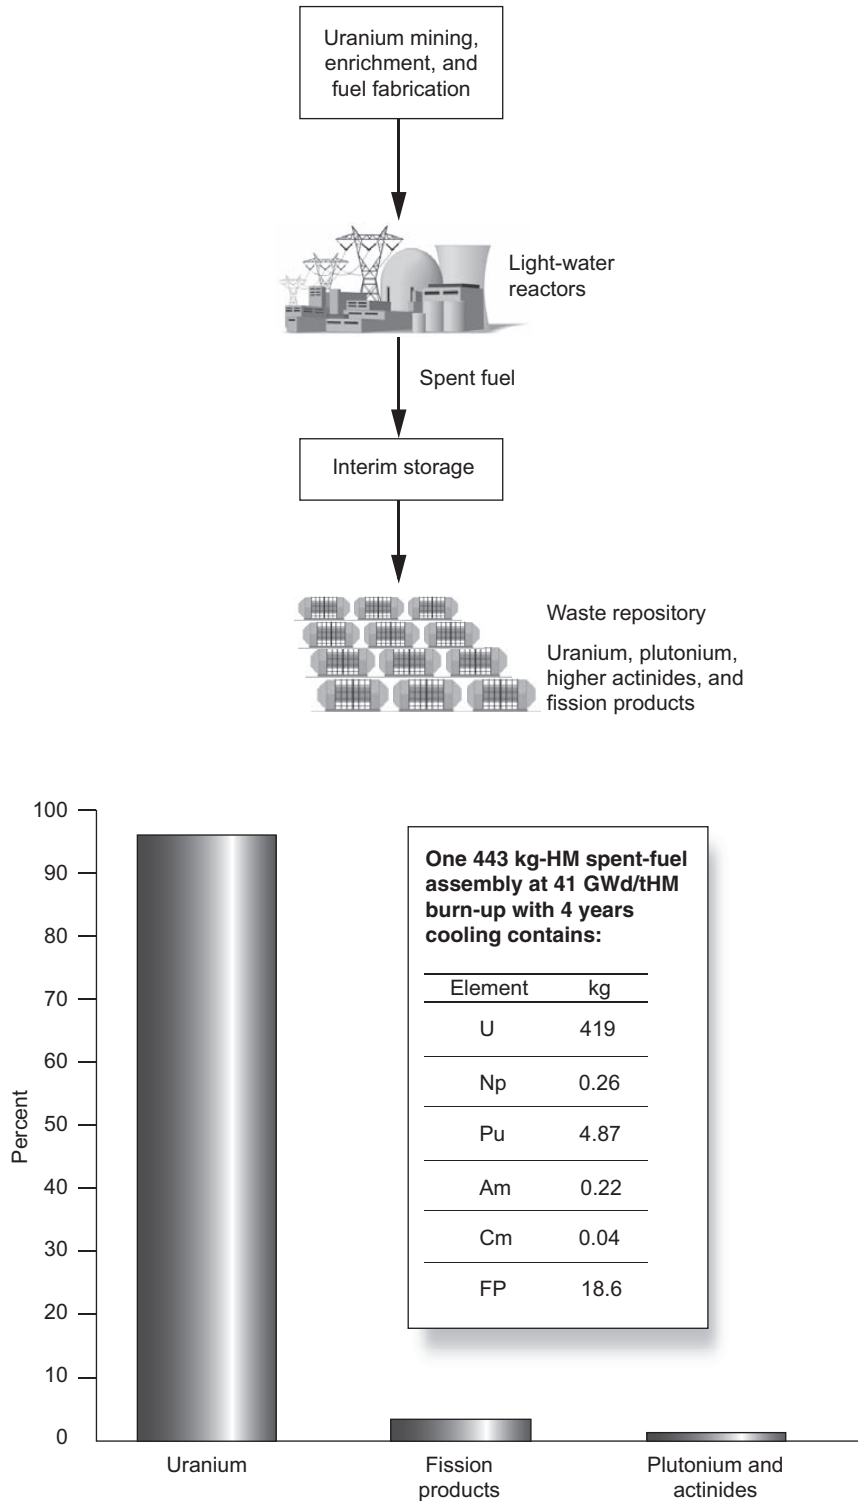 Uranium mining,
enrichment, and
fuel fabrication
Light-water
reactors
Spent fuel
Interim storage
Waste repository
Uranium, plutonium,
higher actinides, and
fission products
100
90
80
70
60
50
40
30
20
10
0
Percent
One 443 kg-HM spent-fuel
assembly at 41 GWd/tHM
burn-up with 4 years
cooling contains:
Element kg
U 419
Np 0.26
Pu 4.87
Am 0.22
Cm 0.04
FP 18.6
Uranium
Fission
products
Plutonium and
actinides